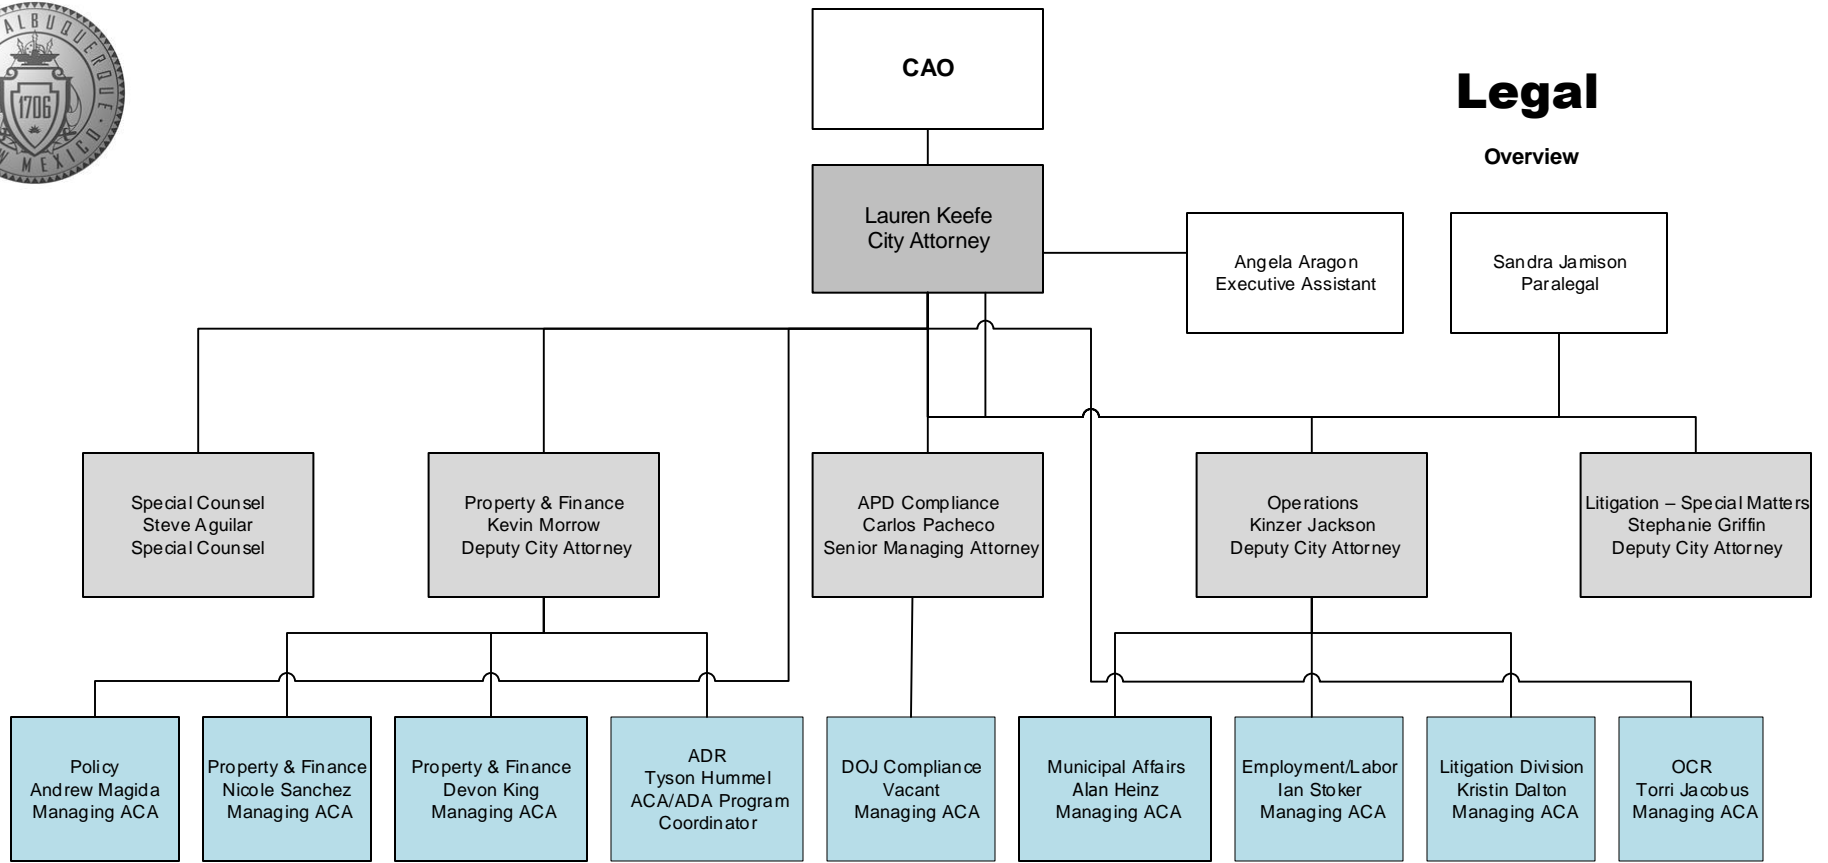 ALBUQUERQUE
1706
W MEXICO
CAO
Legal
Overview
Lauren Keefe
City Attorney
Angela Aragon
Executive Assistant
Sandra Jamison
Paralegal
Special Counsel
Steve Aguilar
Special Counsel
Property & Finance
Kevin Morrow
Deputy City Attorney
APD Compliance
Carlos Pacheco
Senior Managing Attorney
Operations
Kinzer Jackson
Deputy City Attorney
Litigation – Special Matters
Stephanie Griffin
Deputy City Attorney
Policy
Andrew Magida
Managing ACA
Property & Finance
Nicole Sanchez
Managing ACA
Property & Finance
Devon King
Managing ACA
ADR
Tyson Hummel
ACA/ADA Program
Coordinator
DOJ Compliance
Vacant
Managing ACA
Municipal Affairs
Alan Heinz
Managing ACA
Employment/Labor
Ian Stoker
Managing ACA
Litigation Division
Kristin Dalton
Managing ACA
OCR
Torri Jacobus
Managing ACA